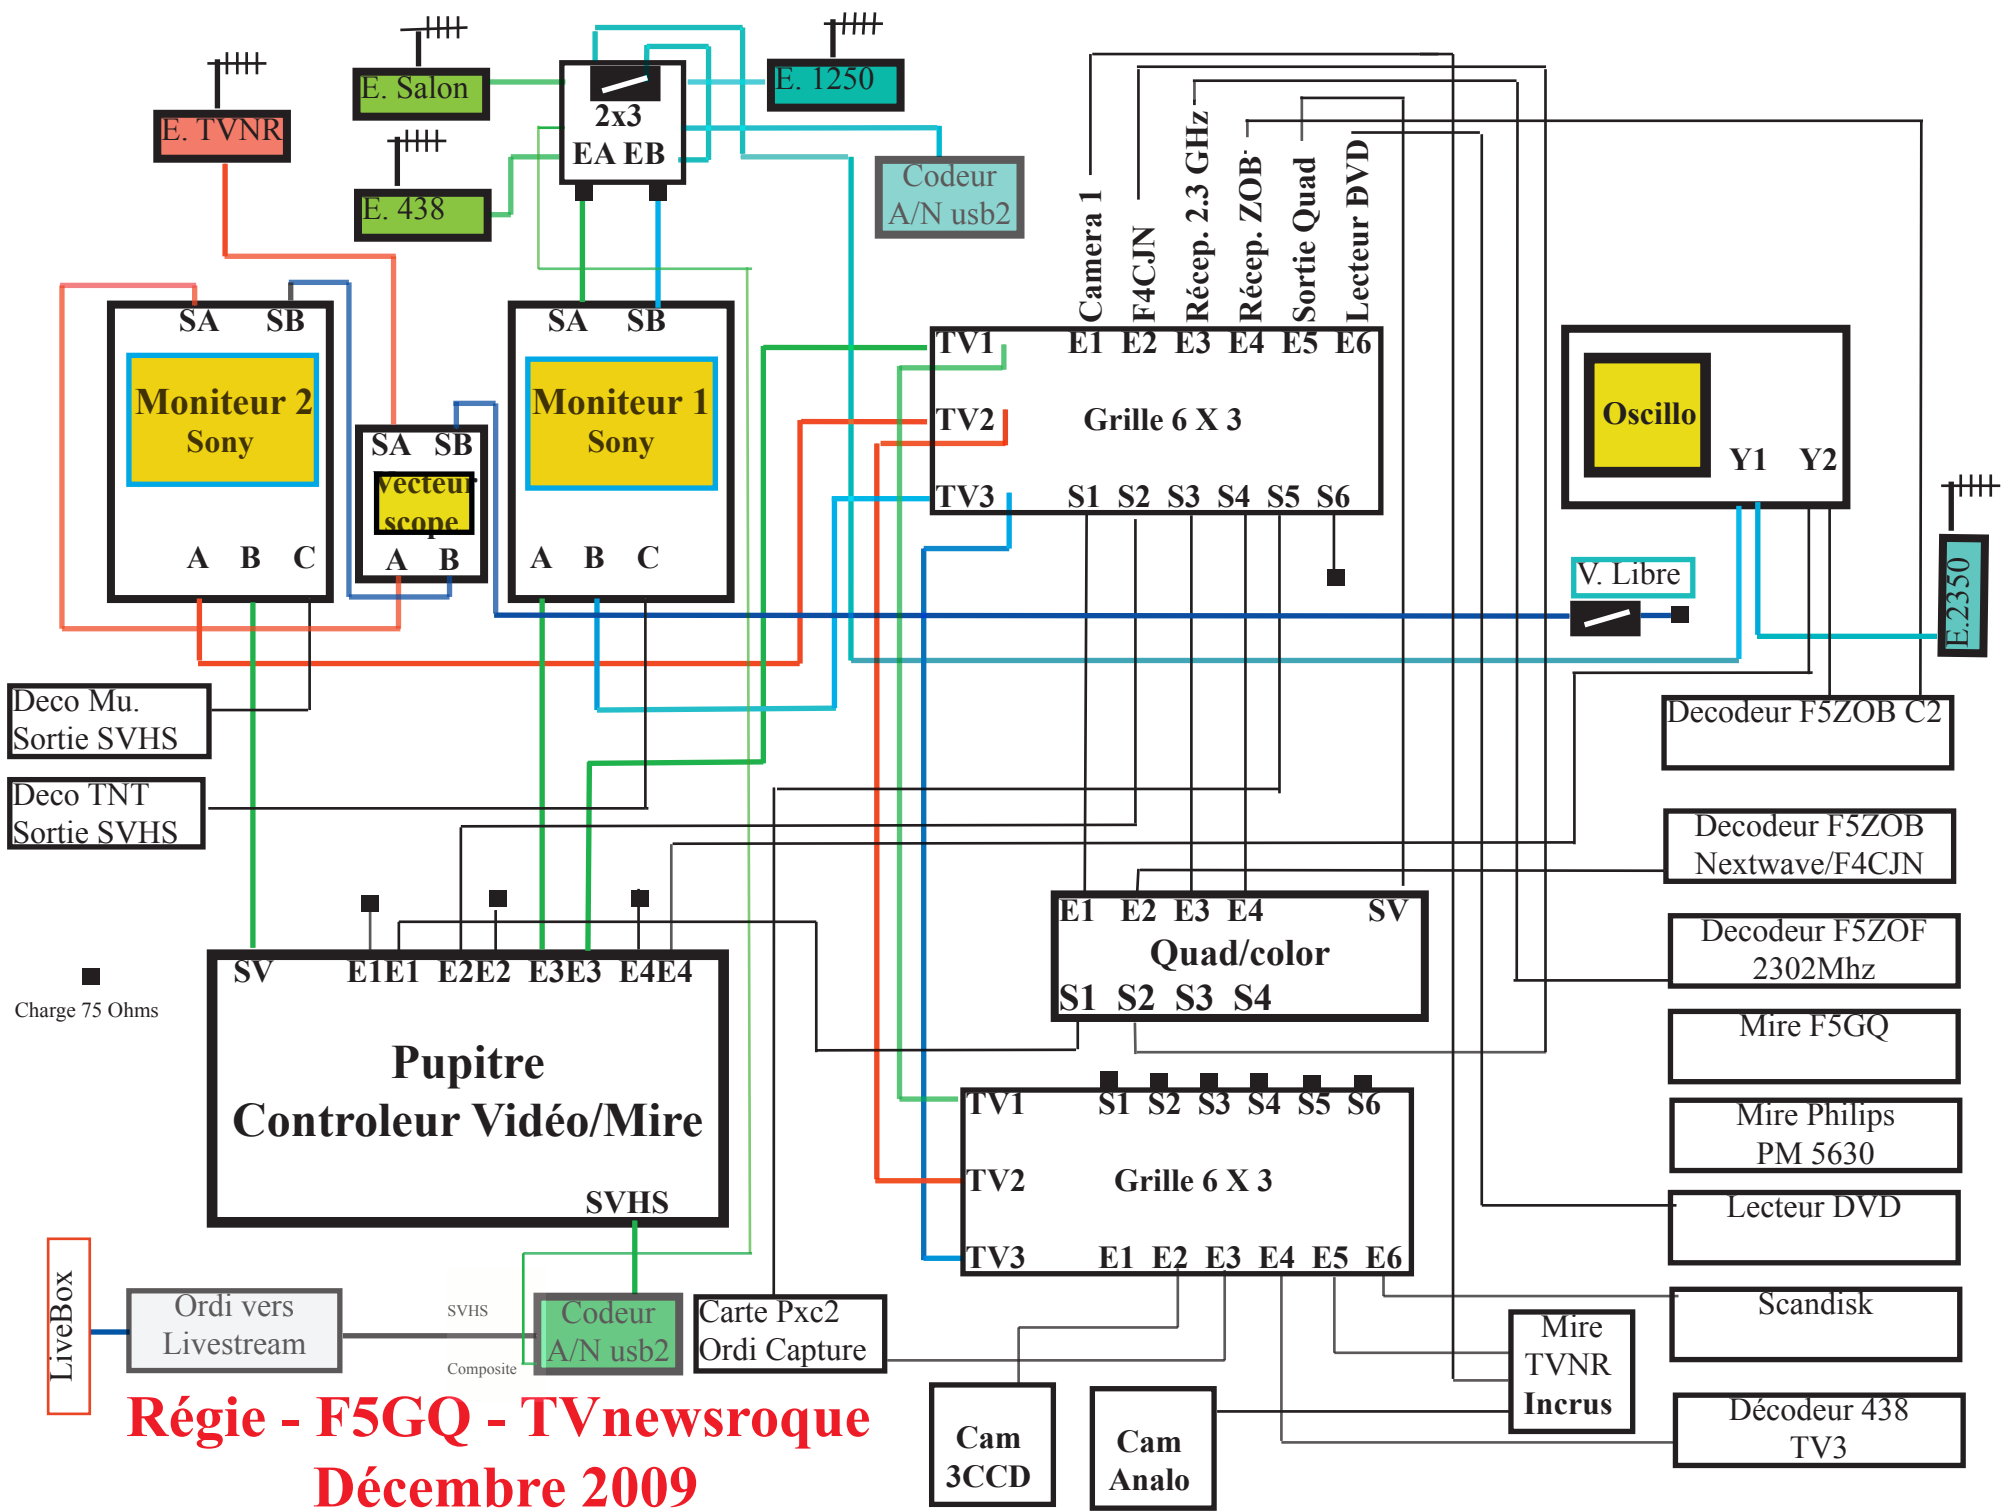 E. Salon
E. 1250
E. TVNR
2x3
EA EB
E. 438
Codeur
A/N usb2
Camera 1
F4CJN
Récep. 2.3 GHz
Récep. ZOB
Sortie Quad
Lecteur DVD
SA SB
Moniteur 2
Sony
A B C
SA SB
Vecteur
scope
A B
SA SB
Moniteur 1
Sony
A B C
TV1 E1 E2 E3 E4 E5 E6
TV2 Grille 6 X 3
TV3 S1 S2 S3 S4 S5 S6
Oscillo
Y1 Y2
V. Libre
E.2350
Deco Mu.
Sortie SVHS
Deco TNT
Sortie SVHS
Decodeur F5ZOB C2
Decodeur F5ZOB
Nextwave/F4CJN
Decodeur F5ZOF
2302Mhz
Mire F5GQ
Mire Philips
PM 5630
Lecteur DVD
Scandisk
Décodeur 438
TV3
E1 E2 E3 E4 SV
Quad/color
S1 S2 S3 S4
Charge 75 Ohms
SV E1E1 E2E2 E3E3 E4E4
Pupitre
Controleur Vidéo/Mire
SVHS
TV1 S1 S2 S3 S4 S5 S6
TV2 Grille 6 X 3
TV3 E1 E2 E3 E4 E5 E6
LiveBox
Ordi vers
Livestream
SVHS
Composite
Codeur
A/N usb2
Carte Pxc2
Ordi Capture
Cam
3CCD
Cam
Analo
Mire
TVNR
Incrus
Régie - F5GQ - TVnewsroque
Décembre 2009